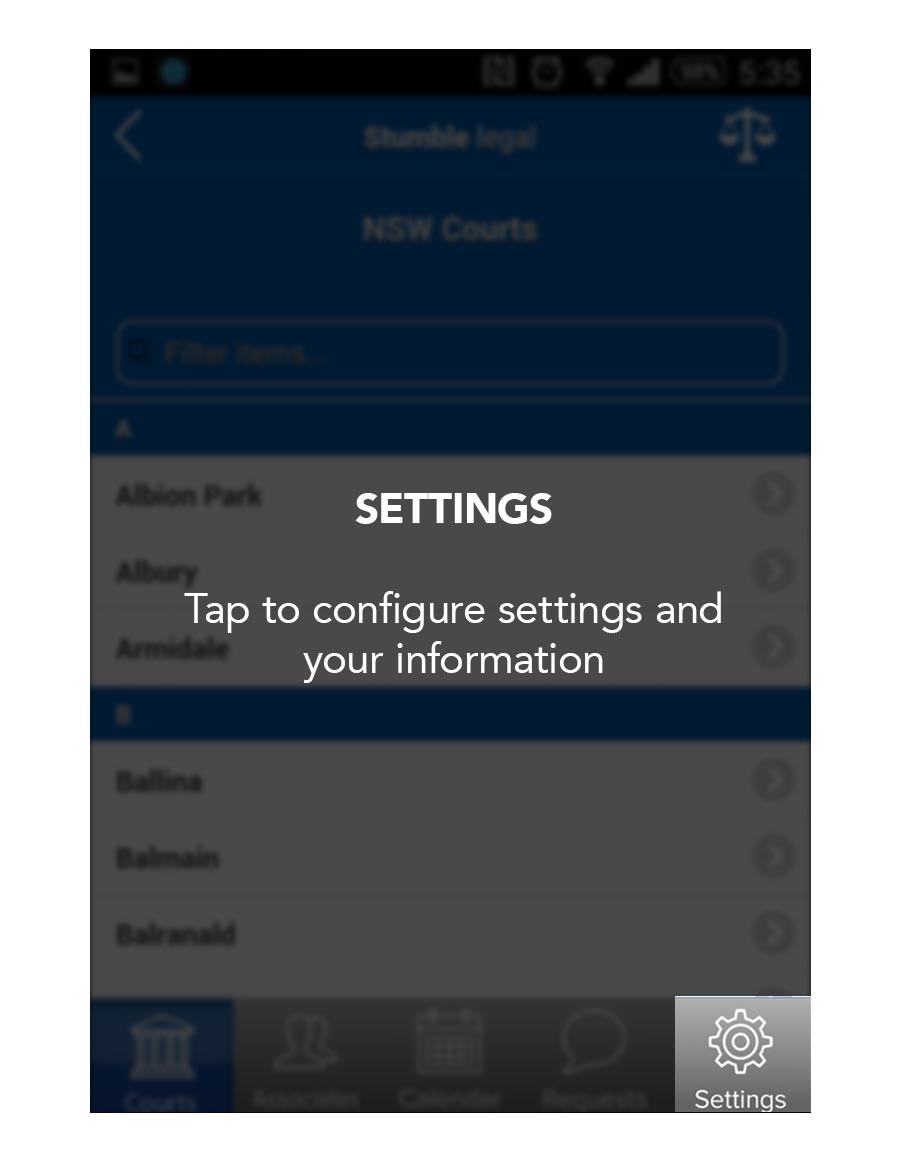 98% 5:35
Stumble legal
NSW Courts
Filter items...
A
Albion Park
SETTINGS
Albury
Tap to configure settings and
Armidale
your information
B
Ballina
Balmain
Balranald
Courts Associates Calendar Requests Settings